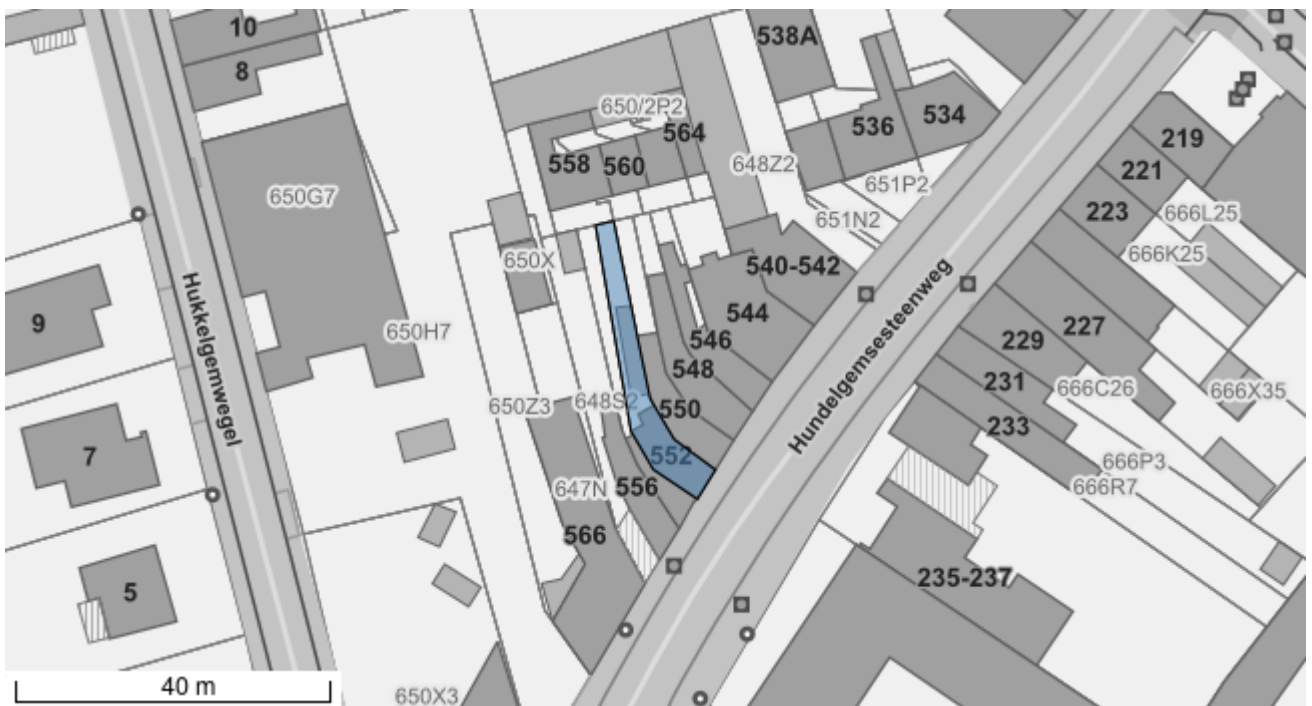 10
538A
8
650/2P2
564
536
534
219
558
560
648Z2
221
651P2
650G7
223
666L25
651N2
650X
666K25
540-542
9
Hukkelgemwegel
544
Hundelgemsesteenweg
227
650H7
546
229
548
231
666C26
666X35
650Z3
648S2
550
233
7
552
666P3
556
666R7
647N
566
5
235-237
40 m
650X3